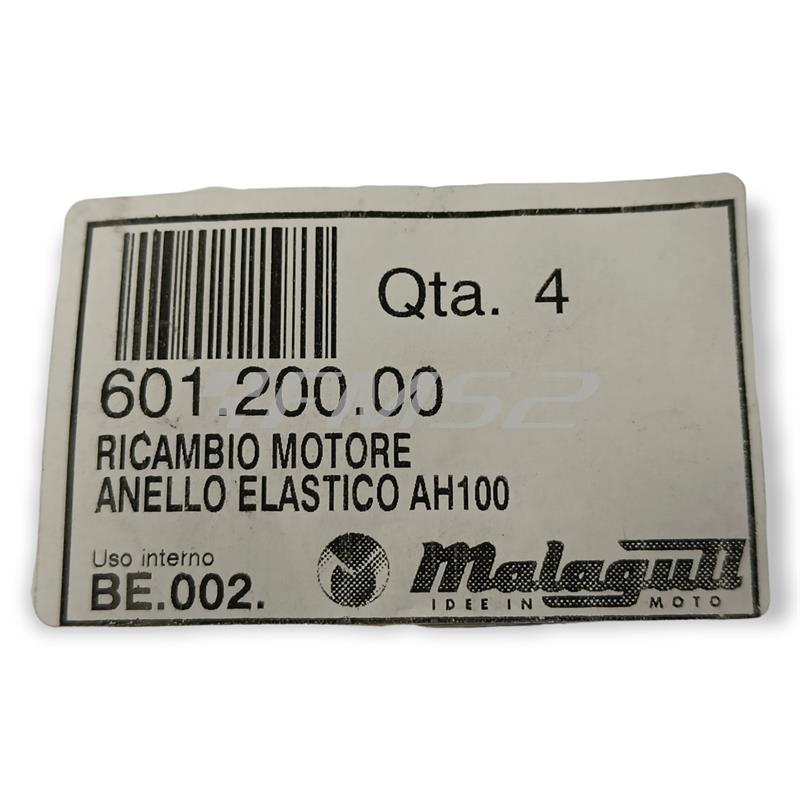 Qta. 4
601.200.00
RICAMBIO MOTORE
ANELLO ELASTICO AH100
Uso interno
BE.002.
Malaguti
IDEE IN MOTO